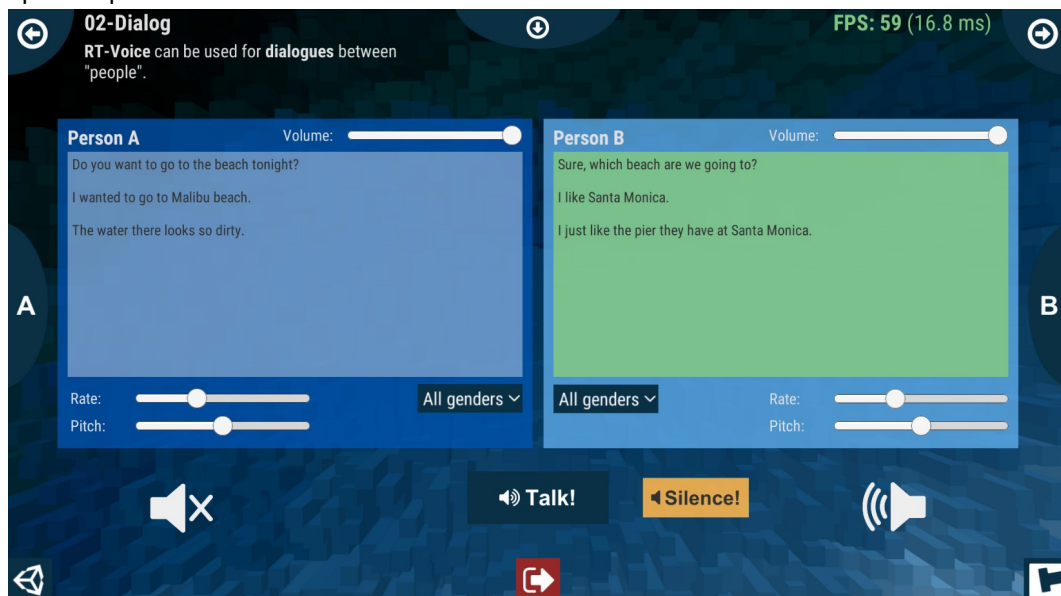 02-Dialog
RT-Voice can be used for dialogues between
"people".
FPS: 59 (16.8 ms)
Person A
Volume:
Do you want to go to the beach tonight?
I wanted to go to Malibu beach.
The water there looks so dirty.
Rate:
Pitch:
All genders
Person B
Volume:
Sure, which beach are we going to?
I like Santa Monica.
I just like the pier they have at Santa Monica.
All genders
Rate:
Pitch:
A
B
Talk!
Silence!